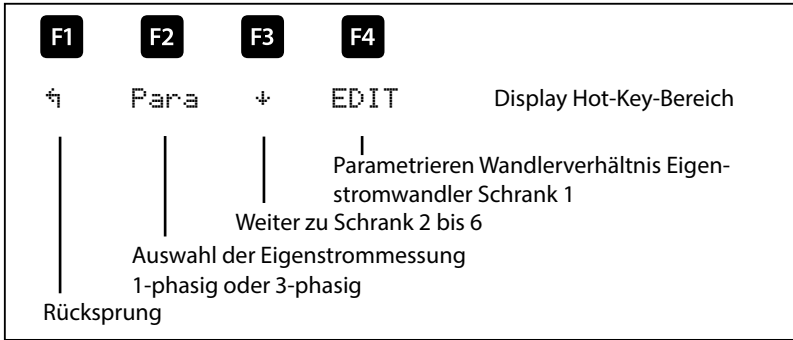 F1 F2 F3 F4
↰ Para ↓ EDIT Display Hot-Key-Bereich
Parametrieren Wandlerverhältnis Eigen-
stromwandler Schrank 1
Weiter zu Schrank 2 bis 6
Auswahl der Eigenstrommessung
1-phasig oder 3-phasig
Rücksprung